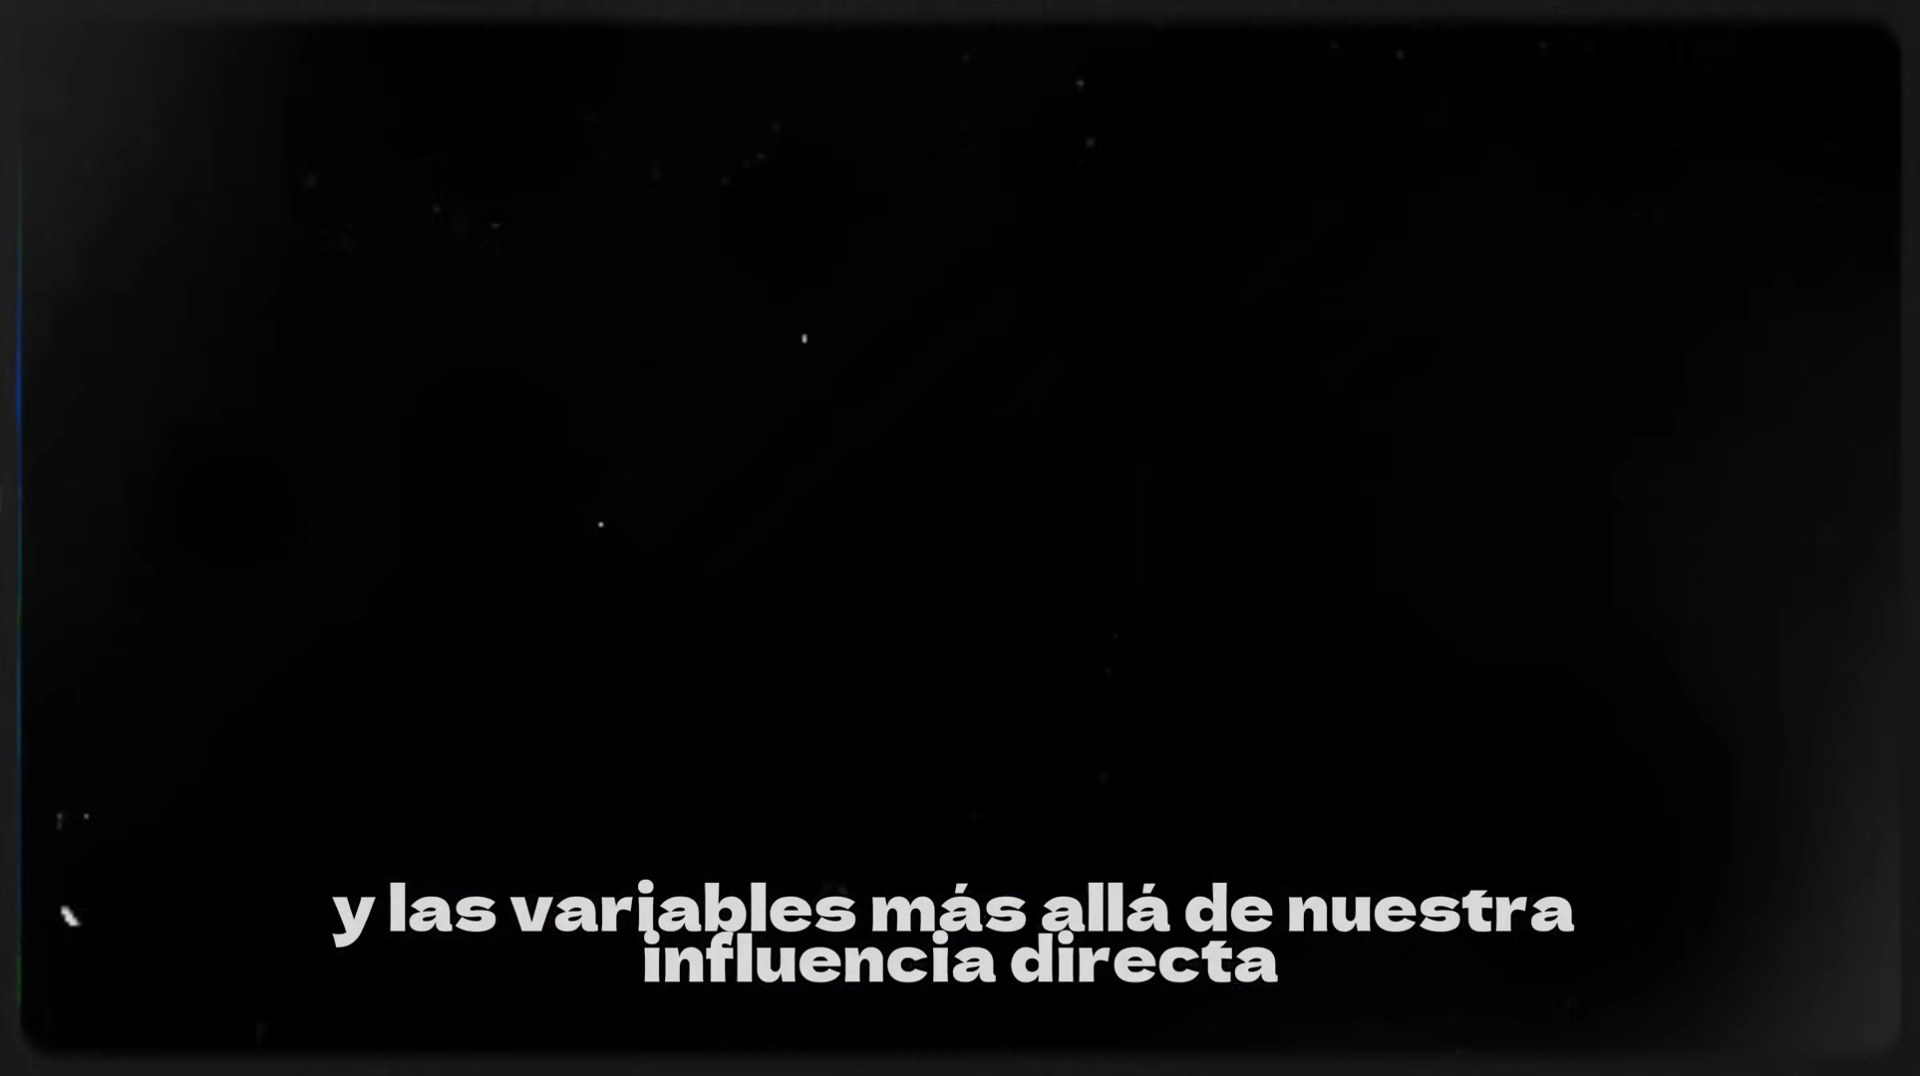 y las variables más allá de nuestra
influencia directa